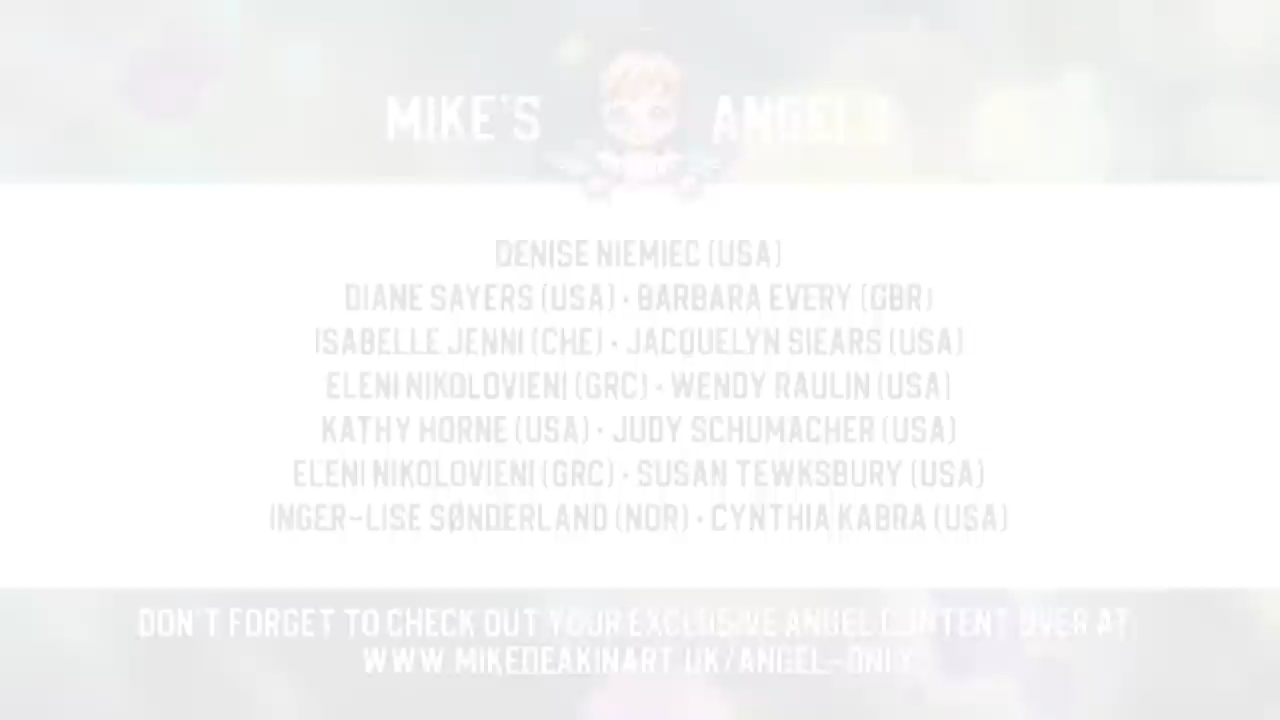 MIKE'S ANGELS
DENISE NIEMIEC (USA)
DIANE SAYERS (USA) · BARBARA EVERY (GBR)
ISABELLE JENNI (CHE) · JACQUELYN SIEARS (USA)
ELENI NIKOLOVIENI (GRC) · WENDY RAULIN (USA)
KATHY HORNE (USA) · JUDY SCHUMACHER (USA)
ELENI NIKOLOVIENI (GRC) · SUSAN TEWKSBURY (USA)
INGER-LISE SØNDERLAND (NOR) · CYNTHIA KABRA (USA)
DON'T FORGET TO CHECK OUT YOUR EXCLUSIVE ANGEL CONTENT OVER AT
WWW.MIKEDEAKINART.UK/ANGEL-ONLY